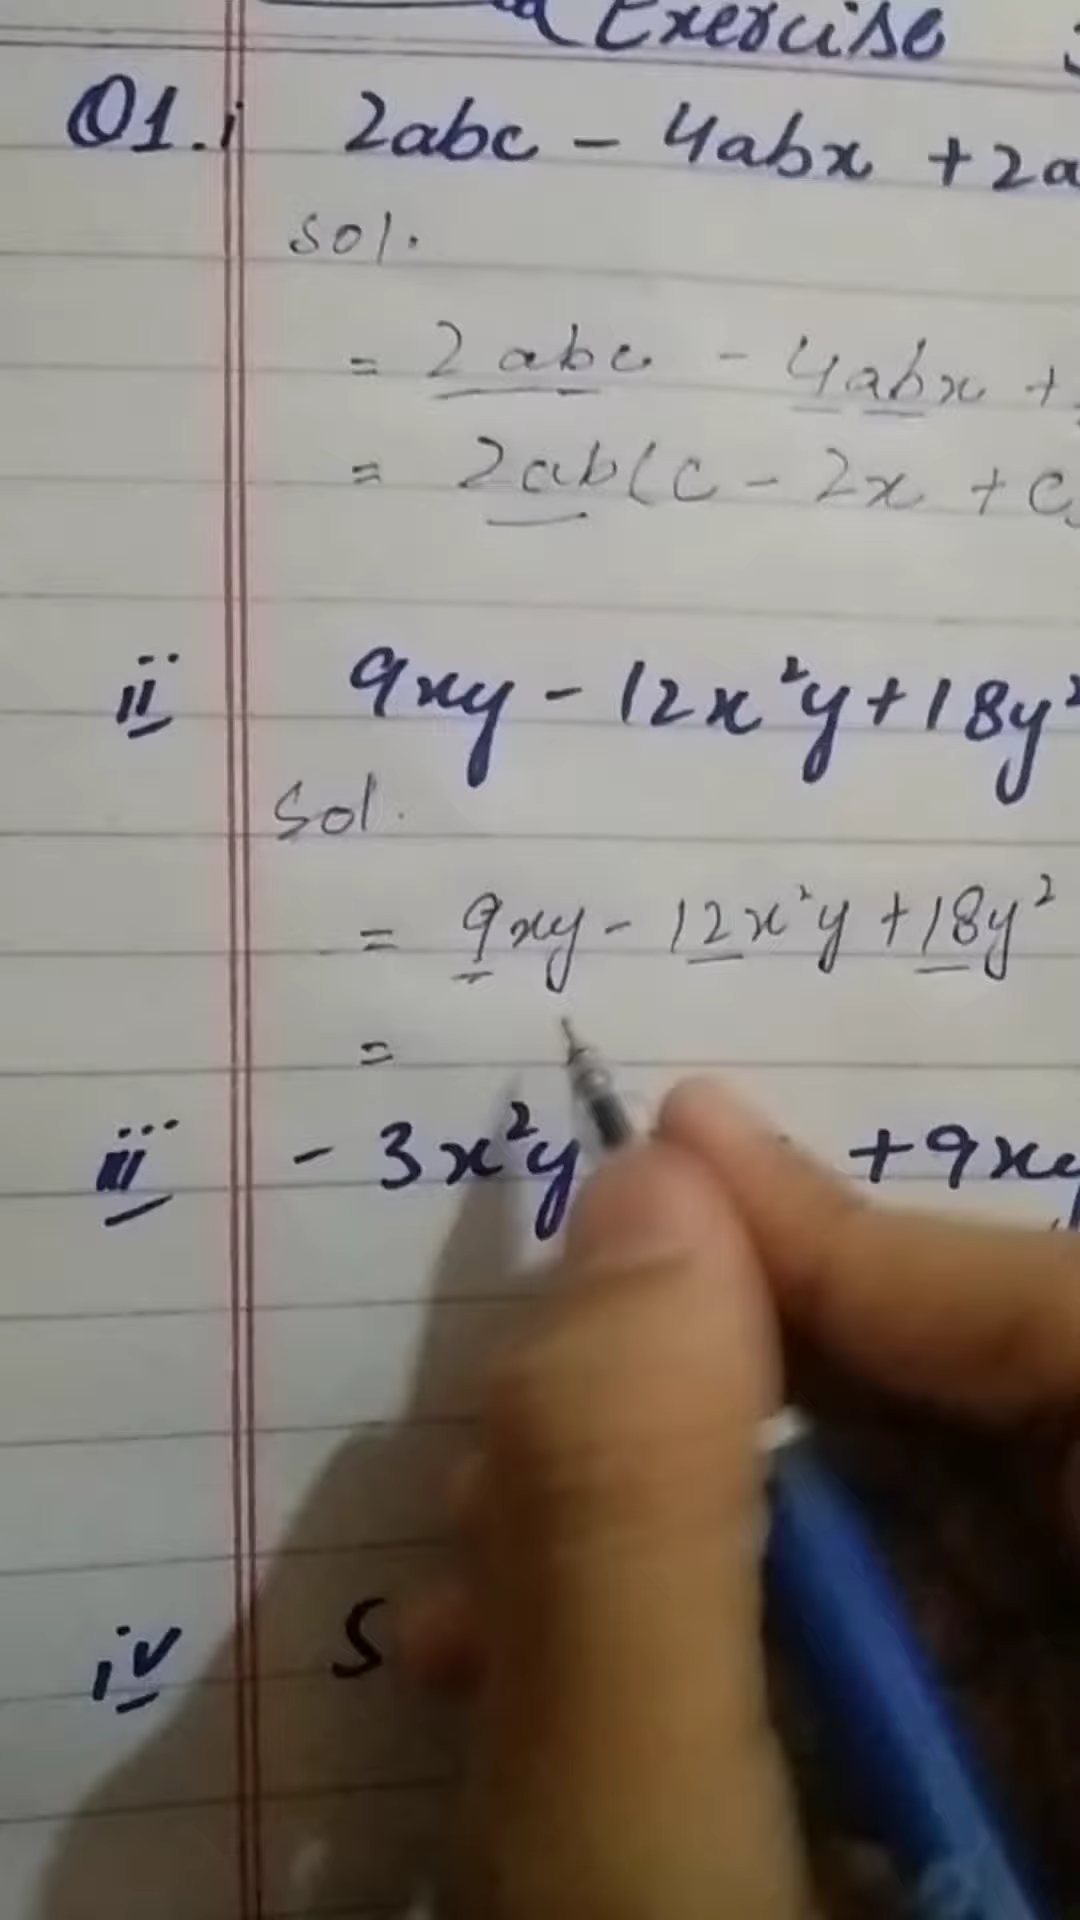 Exercise
Q1.i 2abc - 4abx + 2a
Sol.
= 2abc - 4abx +
= 2ab(c - 2x + c
ii 9xy - 12x²y + 18y²
Sol.
= 9xy - 12x²y + 18y²
=
iii - 3x²y + 9xy
iv 5